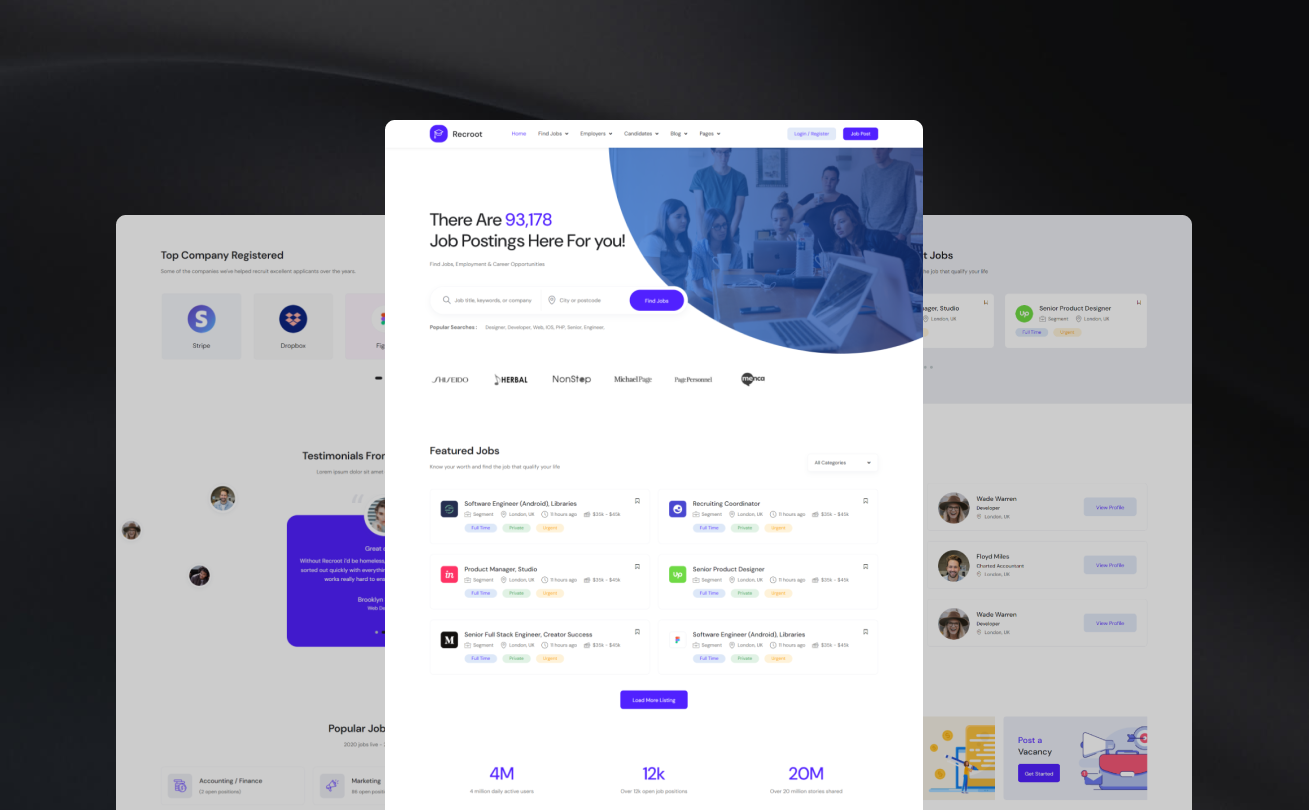 Recroot
Home Find Jobs Employers Candidates Blog Pages
Login / Register
Job Post
There Are 93,178
Job Postings Here For you!
Find Jobs, Employment & Career Opportunities
Job title, keywords, or company
City or postcode
Find Jobs
Popular Searches : Designer, Developer, Web, IOS, PHP, Senior, Engineer,
SHISEIDO HERBAL NonStop Michael Page Page Personnel menca
Featured Jobs
Know your worth and find the job that qualify your life
All Categories
Software Engineer (Android), Libraries
Segment London, UK 11 hours ago $35k - $45k
Full Time Private Urgent
Recruiting Coordinator
Segment London, UK 11 hours ago $35k - $45k
Full Time Private Urgent
in
Product Manager, Studio
Segment London, UK 11 hours ago $35k - $45k
Full Time Private Urgent
Up
Senior Product Designer
Segment London, UK 11 hours ago $35k - $45k
Full Time Private Urgent
M
Senior Full Stack Engineer, Creator Success
Segment London, UK 11 hours ago $35k - $45k
Full Time Private Urgent
Software Engineer (Android), Libraries
Segment London, UK 11 hours ago $35k - $45k
Full Time Private Urgent
Load More Listing
4M
4 million daily active users
12k
Over 12k open job positions
20M
Over 20 million stories shared
Top Company Registered
Some of the companies we've helped recruit excellent applicants over the years.
S
Stripe
Dropbox
Fig
Testimonials From
Lorem ipsum dolor sit amet
Great
Without Recroot I'd be homeless,
sorted out quickly with everythin
works really hard to
Brooklyn
Web De
Popular Job
2020 jobs live -
Accounting / Finance
(2 open positions)
Marketing
t Jobs
the job that qualify your life
ager, Studio
London, UK
Up
Senior Product Designer
Segment London, UK
Full Time Urgent
Wade Warren
Developer
London, UK
View Profile
Floyd Miles
Charted Accountant
London, UK
View Profile
Wade Warren
Developer
London, UK
View Profile
Post a
Vacancy
Get Started